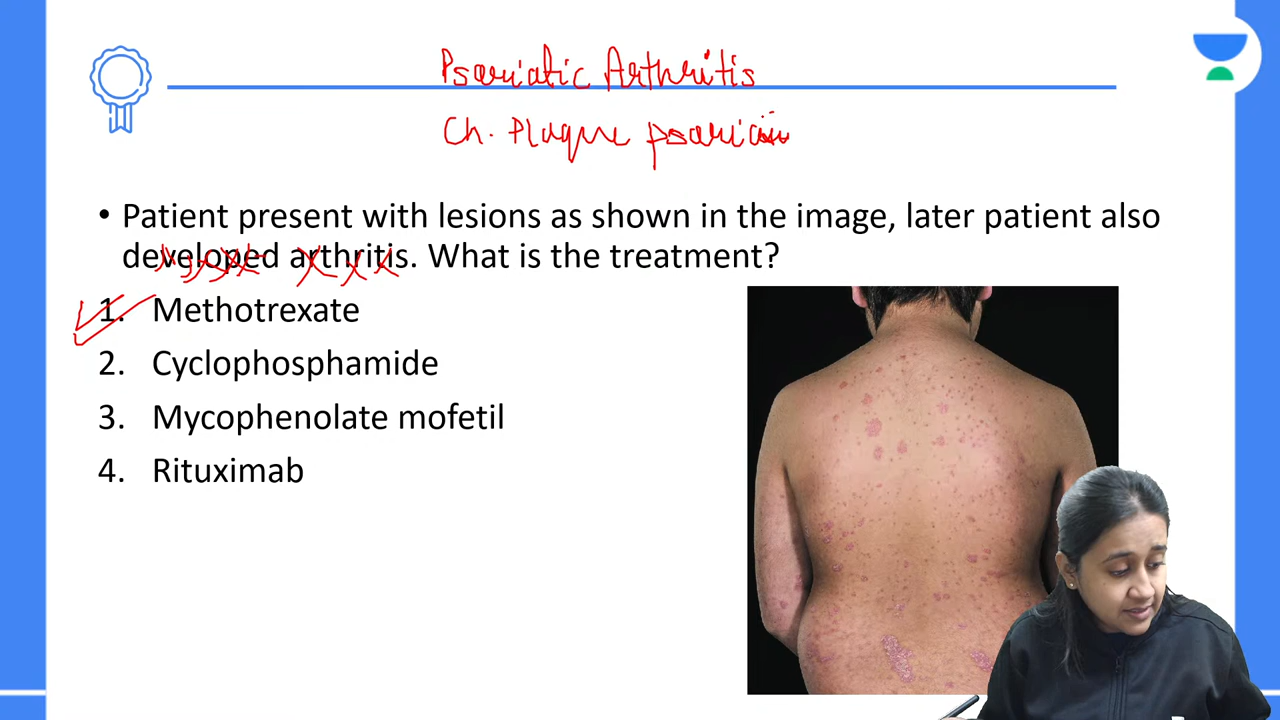 Psoriatic Arthritis
Ch. Plaque psoriasis
• Patient present with lesions as shown in the image, later patient also
developed arthritis. What is the treatment?
1. Methotrexate
2. Cyclophosphamide
3. Mycophenolate mofetil
4. Rituximab